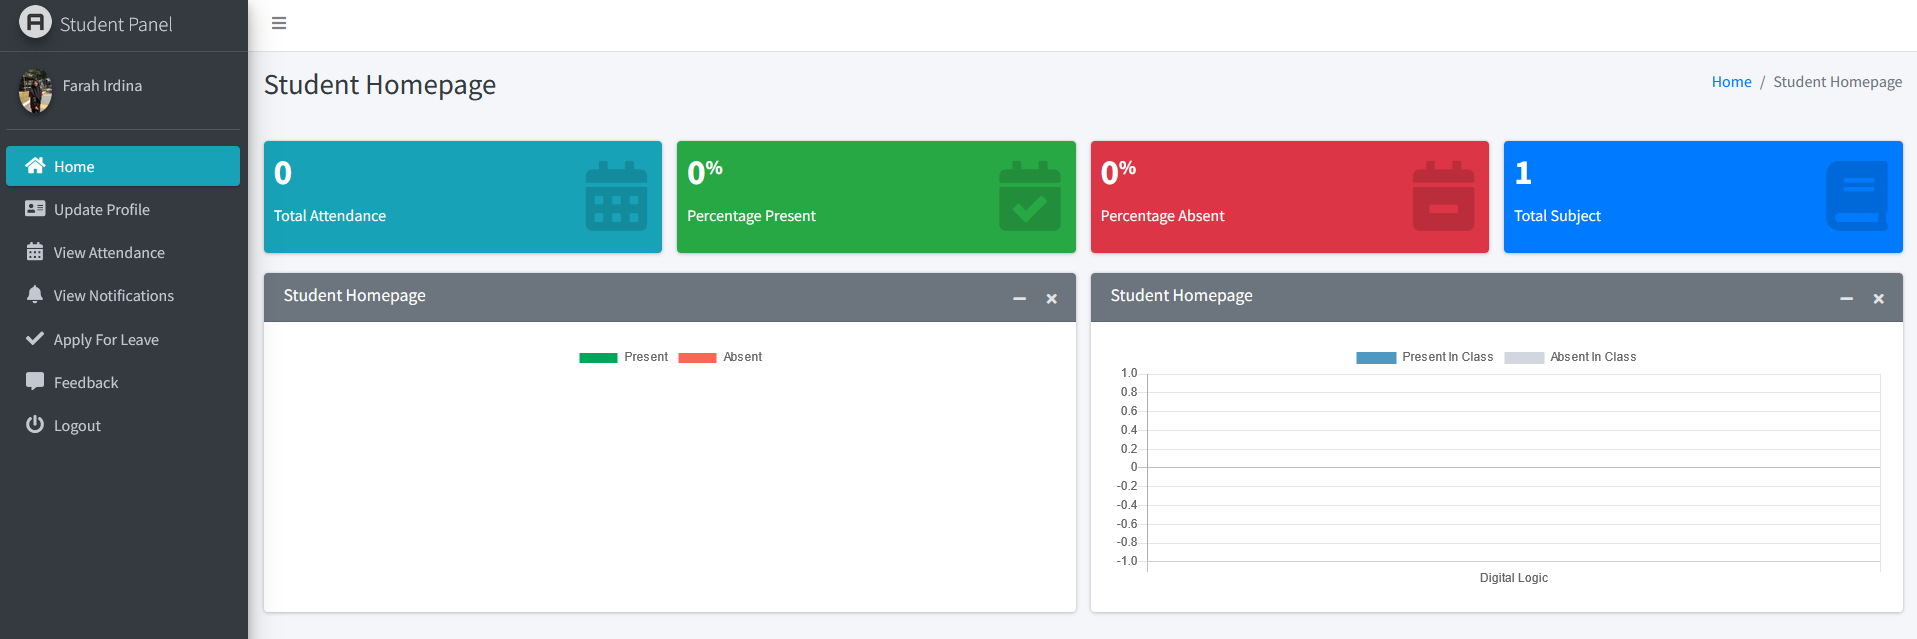 Student Panel
Farah Irdina
Home
Update Profile
View Attendance
View Notifications
Apply For Leave
Feedback
Logout
Student Homepage
Home / Student Homepage
0
Total Attendance
0%
Percentage Present
0%
Percentage Absent
1
Total Subject
Student Homepage
Present Absent
Student Homepage
Present In Class Absent In Class
1.0
0.8
0.6
0.4
0.2
0
-0.2
-0.4
-0.6
-0.8
-1.0
Digital Logic